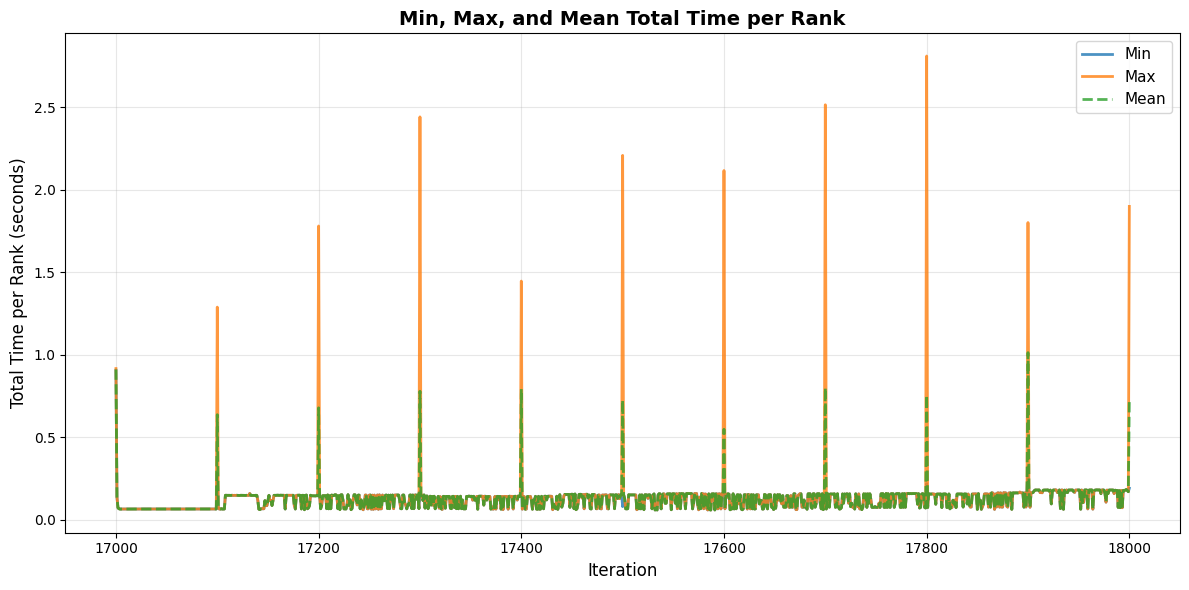 Min, Max, and Mean Total Time per Rank
Total Time per Rank (seconds)
2.5
2.0
1.5
1.0
0.5
0.0
Min
Max
Mean
17000
17200
17400
17600
17800
18000
Iteration